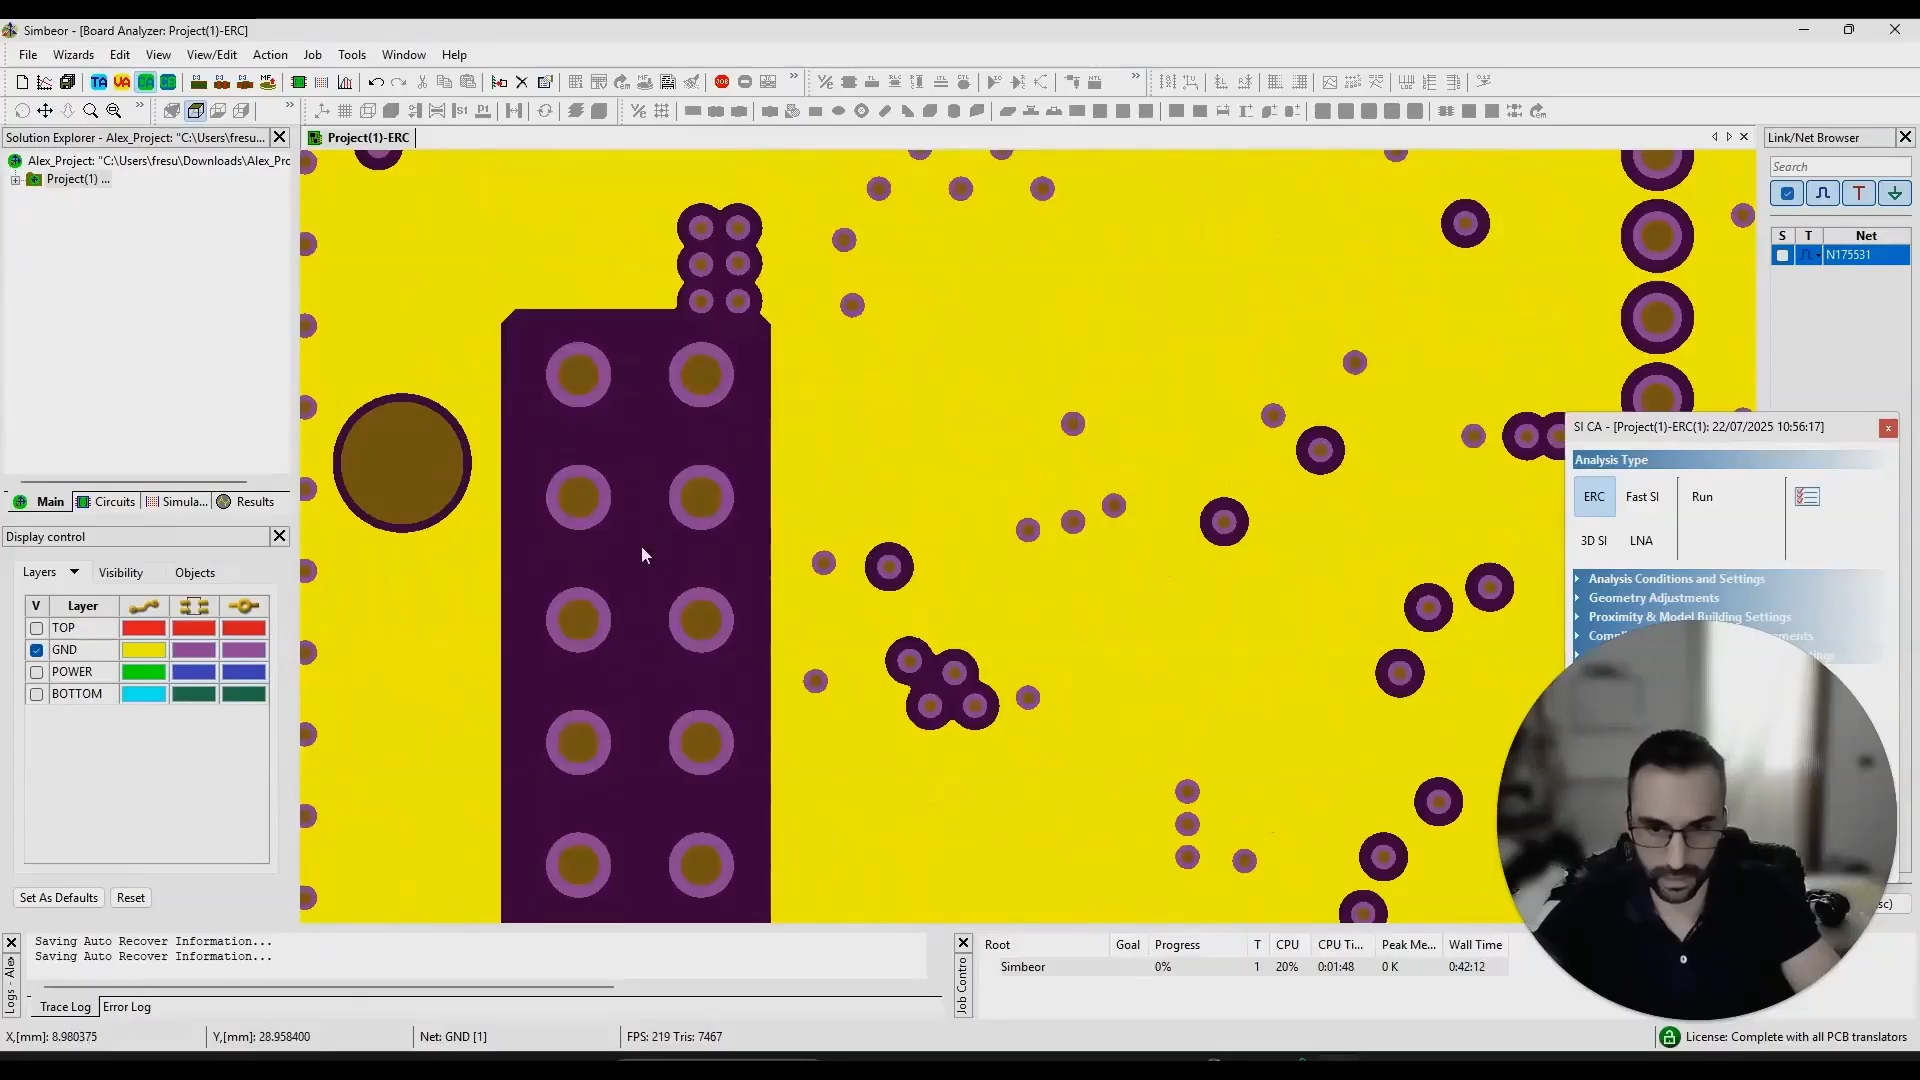 Simbeor - [Board Analyzer: Project(1)-ERC]
File Wizards Edit View View/Edit Action Job Tools Window Help
Solution Explorer - Alex_Project: "C:\Users\fresu...
Alex_Project: "C:\Users\fresu\Downloads\Alex_Prc
Project(1) ...
Main Circuits Simula... Results
Display control
Layers Visibility Objects
V Layer
TOP
GND
POWER
BOTTOM
Set As Defaults Reset
Project(1)-ERC
Link/Net Browser
Search
S T Net
N175531
SI CA - [Project(1)-ERC(1): 22/07/2025 10:56:17]
Analysis Type
ERC Fast SI Run
3D SI LNA
Analysis Conditions and Settings
Geometry Adjustments
Proximity & Model Building Settings
Saving Auto Recover Information...
Saving Auto Recover Information...
Trace Log Error Log
Root Goal Progress T CPU CPU Ti... Peak Me... Wall Time
Simbeor 0% 1 20% 0:01:48 0 K 0:42:12
X,[mm]: 8.980375 Y,[mm]: 28.958400 Net: GND [1] FPS: 219 Tris: 7467
License: Complete with all PCB translators